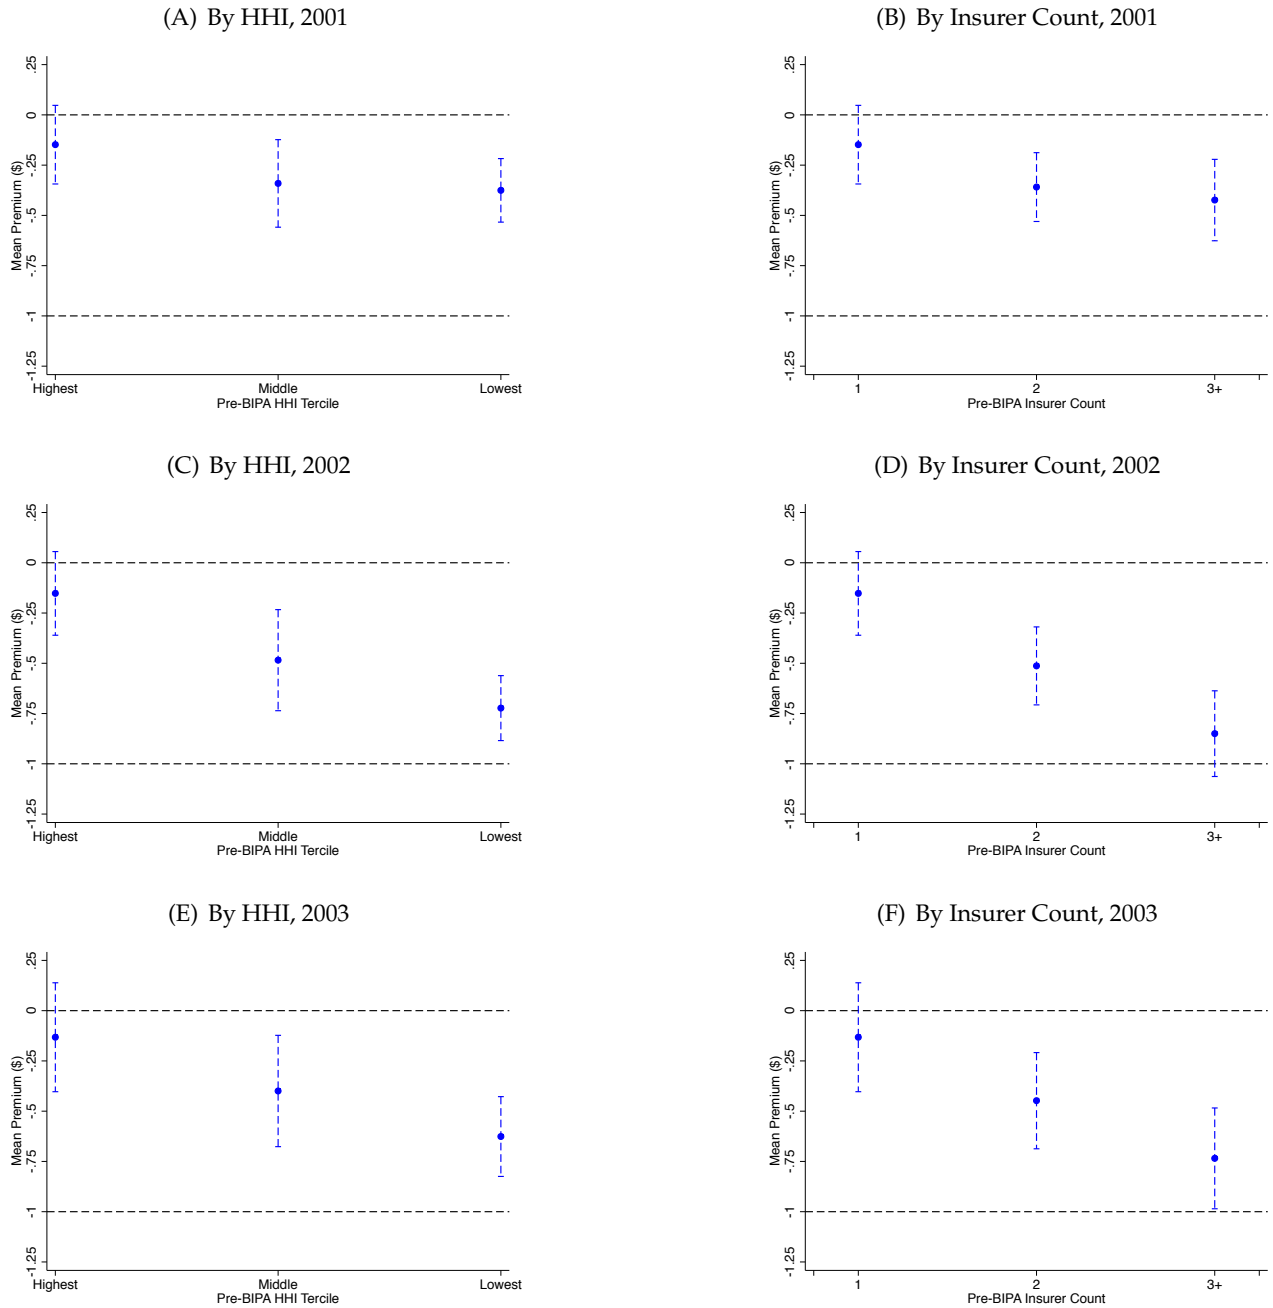 (A) By HHI, 2001
Mean Premium ($)
.25
0
-.25
-.5
-.75
-1
-1.25
Highest Middle Lowest
Pre-BIPA HHI Tercile
(B) By Insurer Count, 2001
Mean Premium ($)
.25
0
-.25
-.5
-.75
-1
-1.25
1 2 3+
Pre-BIPA Insurer Count
(C) By HHI, 2002
Mean Premium ($)
.25
0
-.25
-.5
-.75
-1
-1.25
Highest Middle Lowest
Pre-BIPA HHI Tercile
(D) By Insurer Count, 2002
Mean Premium ($)
.25
0
-.25
-.5
-.75
-1
-1.25
1 2 3+
Pre-BIPA Insurer Count
(E) By HHI, 2003
Mean Premium ($)
.25
0
-.25
-.5
-.75
-1
-1.25
Highest Middle Lowest
Pre-BIPA HHI Tercile
(F) By Insurer Count, 2003
Mean Premium ($)
.25
0
-.25
-.5
-.75
-1
-1.25
1 2 3+
Pre-BIPA Insurer Count